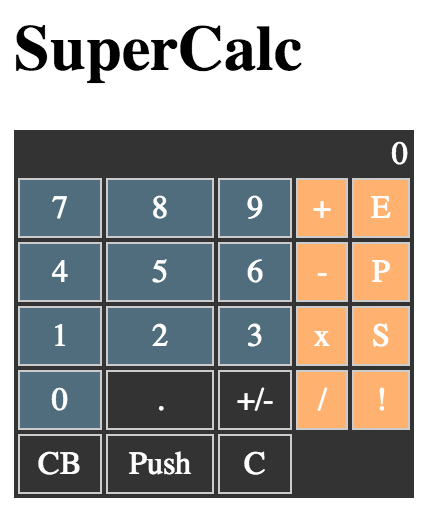 SuperCalc
0
7 8 9 + E
4 5 6 - P
1 2 3 x S
0 . +/- / !
CB Push C